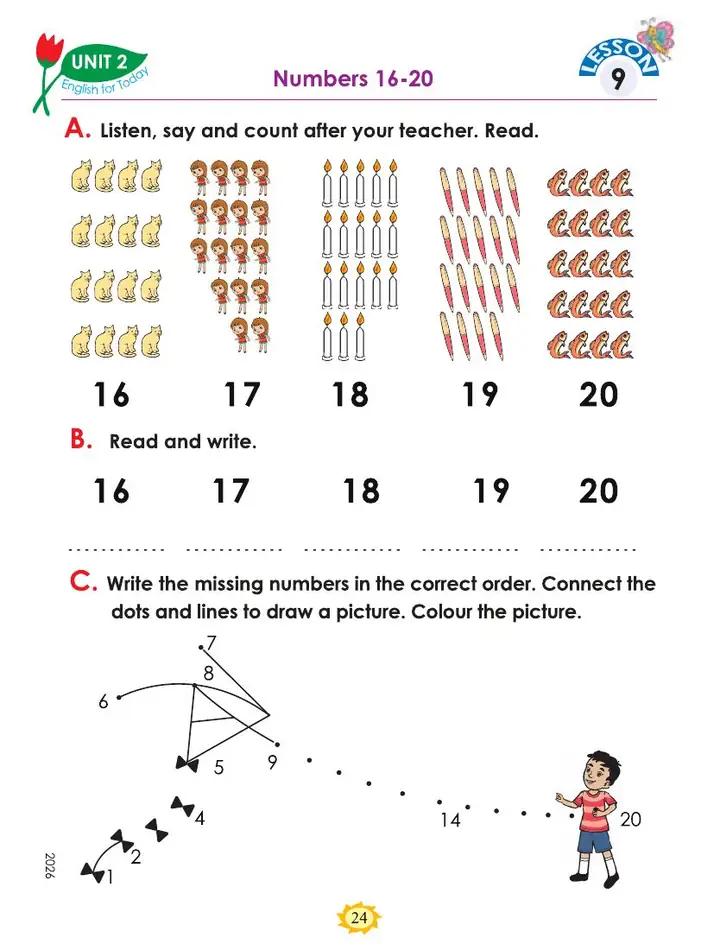 UNIT 2
English for Today
Numbers 16-20
LESSON
9
A. Listen, say and count after your teacher. Read.
16 17 18 19 20
B. Read and write.
16 17 18 19 20
C. Write the missing numbers in the correct order. Connect the
dots and lines to draw a picture. Colour the picture.
7
8
6
5
9
4
14
20
2
1
2026
24